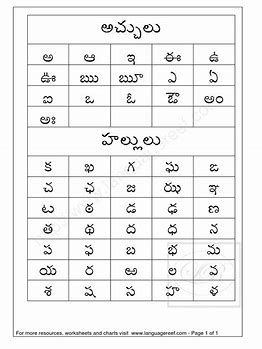 అచ్చులు
అ ఆ ఇ ఈ ఉ
ఊ ఋ ౠ ఎ ఏ
ఐ ఒ ఓ ఔ అం
అః
హల్లులు
క ఖ గ ఘ ఙ
చ ఛ జ ఝ ఞ
ట ఠ డ ఢ ణ
త థ ద ధ న
ప ఫ బ భ మ
య ర ఱ ల వ
శ ష స హ ళ
For more resources, worksheets and charts visit www.languagereef.com - Page 1 of 1